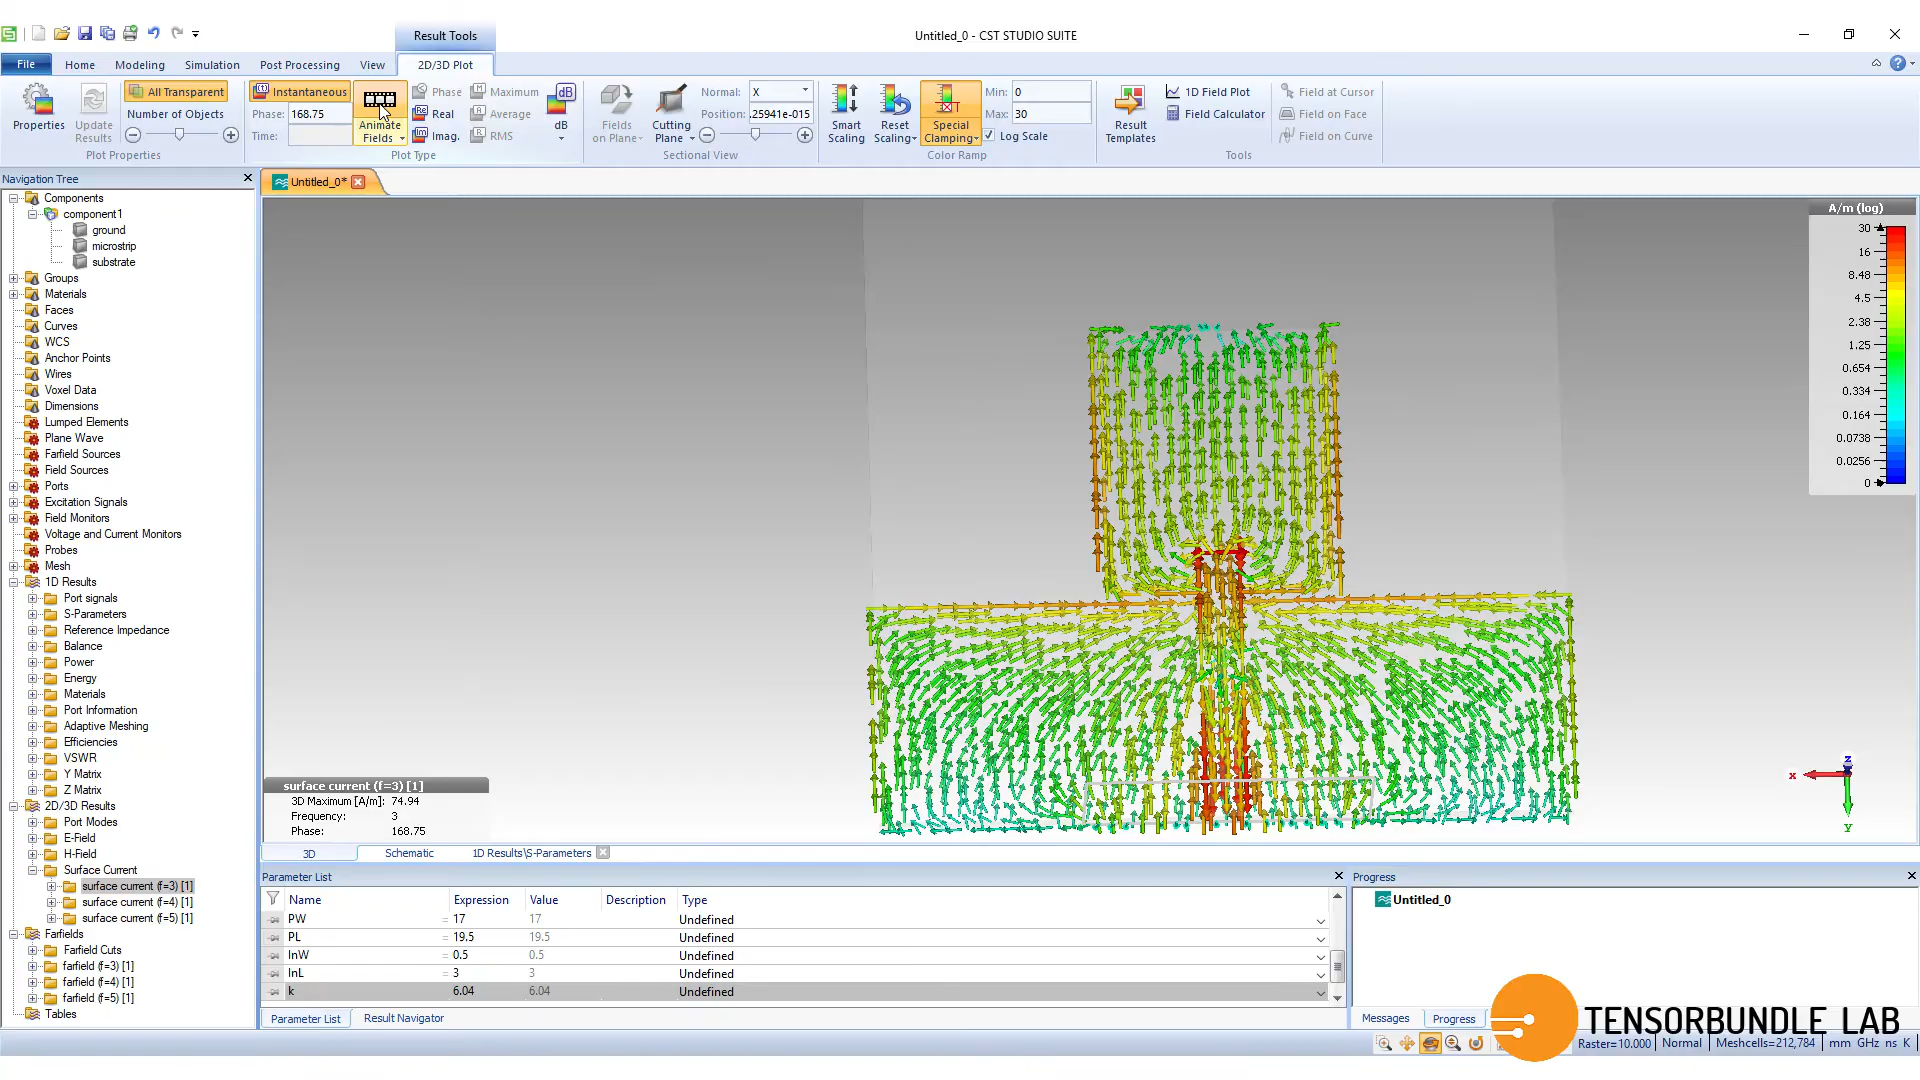 Result Tools
Untitled_0 - CST STUDIO SUITE
File
Home
Modeling
Simulation
Post Processing
View
2D/3D Plot
Properties
Update Results
All Transparent
Number of Objects
Plot Properties
Instantaneous
Phase: 168.75
Time:
Animate Fields
Phase
Real
Imag.
Maximum
Average
RMS
dB
dB
Plot Type
Fields on Plane
Cutting Plane
Normal: X
Position: .25941e-015
Sectional View
Smart Scaling
Reset Scaling
Special Clamping
Min: 0
Max: 30
Log Scale
Color Ramp
Result Templates
1D Field Plot
Field Calculator
Field at Cursor
Field on Face
Field on Curve
Tools
Navigation Tree
Components
component1
ground
microstrip
substrate
Groups
Materials
Faces
Curves
WCS
Anchor Points
Wires
Voxel Data
Dimensions
Lumped Elements
Plane Wave
Farfield Sources
Field Sources
Ports
Excitation Signals
Field Monitors
Voltage and Current Monitors
Probes
Mesh
1D Results
Port signals
S-Parameters
Reference Impedance
Balance
Power
Energy
Materials
Port Information
Adaptive Meshing
Efficiencies
VSWR
Y Matrix
Z Matrix
2D/3D Results
Port Modes
E-Field
H-Field
Surface Current
surface current (f=3) [1]
surface current (f=4) [1]
surface current (f=5) [1]
Farfields
Farfield Cuts
farfield (f=3) [1]
farfield (f=4) [1]
farfield (f=5) [1]
Tables
Untitled_0*
A/m (log)
30
16
8.48
4.5
2.38
1.25
0.654
0.334
0.164
0.0738
0.0256
0
z
x
y
surface current (f=3) [1]
3D Maximum [A/m]: 74.94
Frequency: 3
Phase: 168.75
3D
Schematic
1D Results\S-Parameters
Parameter List
Name Expression Value Description Type
PW = 17 17 Undefined
PL = 19.5 19.5 Undefined
InW = 0.5 0.5 Undefined
InL = 3 3 Undefined
k 6.04 6.04 Undefined
Parameter List
Result Navigator
Progress
Untitled_0
Messages
Progress
TENSORBUNDLE LAB
Raster=10.000 Normal Meshcells=212,784 mm GHz ns K